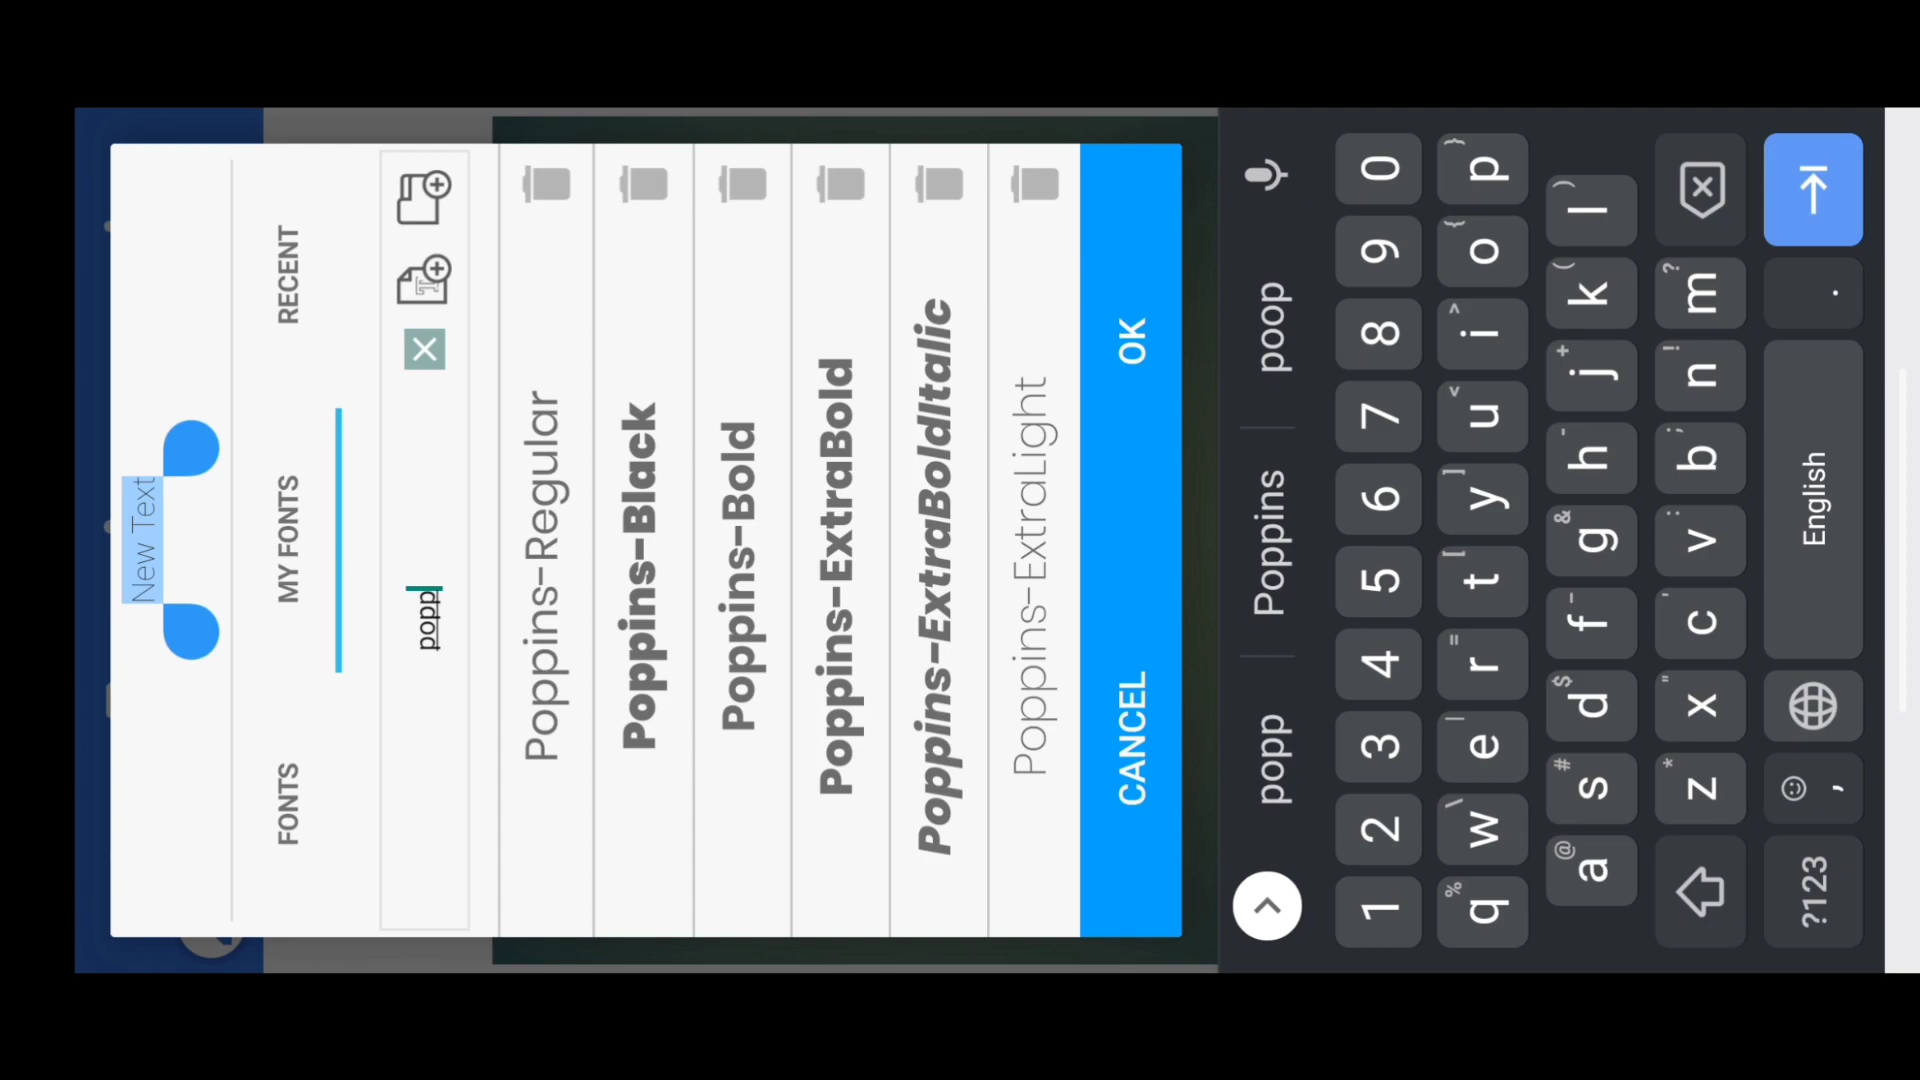 New Text
FONTS MY FONTS RECENT
popp
Poppins-Regular
Poppins-Black
Poppins-Bold
Poppins-ExtraBold
Poppins-ExtraBoldItalic
Poppins-ExtraLight
CANCEL OK
popp Poppins poop
1 2 3 4 5 6 7 8 9 0
% \ | = [ ] < > { }
q w e r t y u i o p
@ # $ _ & - + ( )
a s d f g h j k l
* " ' : ; ! ?
z x c v b n m
?123 , English .